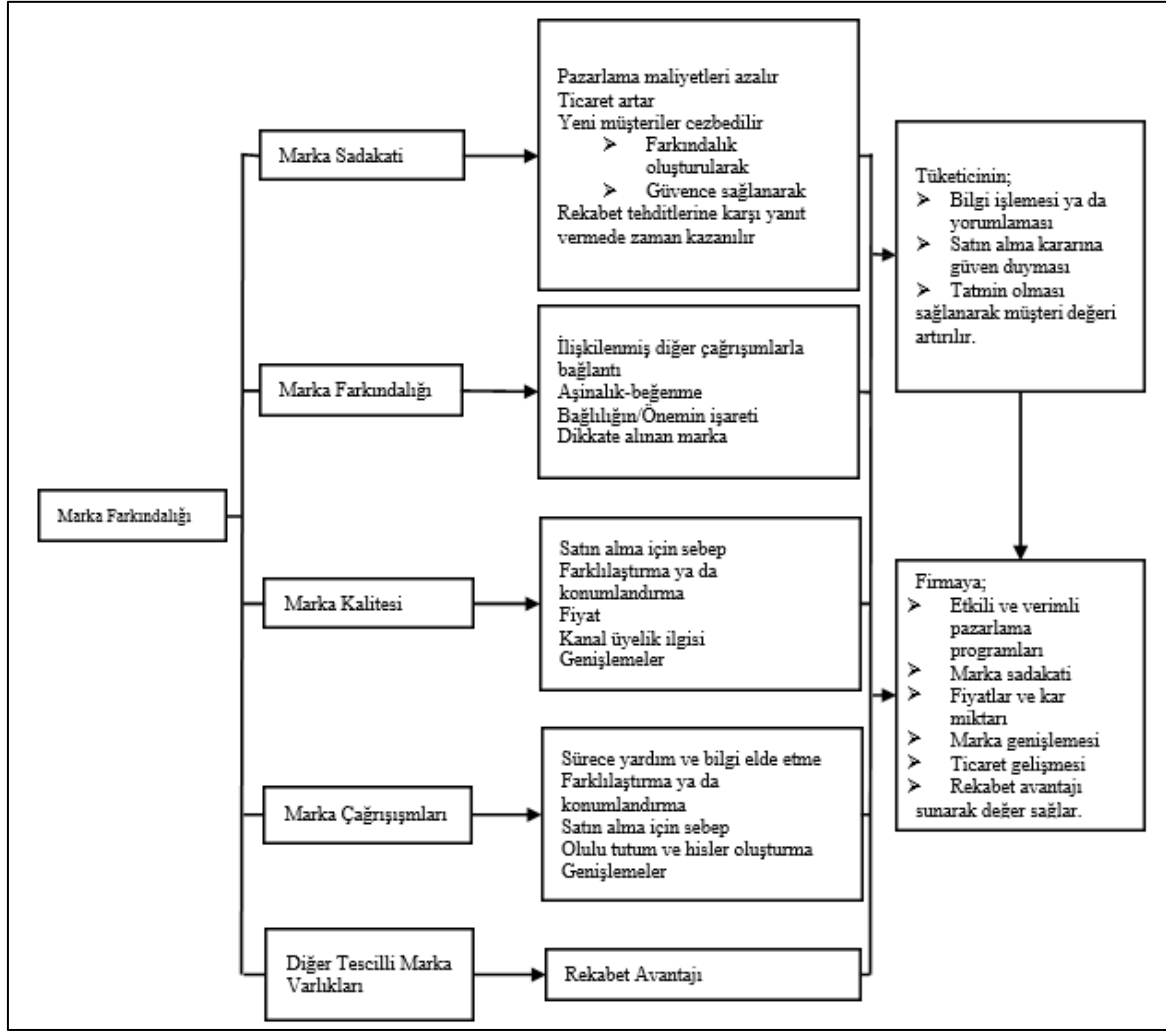 Marka Farkındalığı
Marka Sadakati
Pazarlama maliyetleri azalır
Ticaret artar
Yeni müşteriler cezbedilir
➤ Farkındalık
oluşturularak
➤ Güvence sağlanarak
Rekabet tehditlerine karşı yanıt
vermede zaman kazanılır
Marka Farkındalığı
İlişkilenmiş diğer çağrışımlarla
bağlantı
Aşinalık-beğenme
Bağlılığın/Önemin işareti
Dikkate alınan marka
Marka Kalitesi
Satın alma için sebep
Farklılaştırma ya da
konumlandırma
Fiyat
Kanal üyelik ilgisi
Genişlemeler
Marka Çağrışışmları
Sürece yardım ve bilgi elde etme
Farklılaştırma ya da
konumlandırma
Satın alma için sebep
Olulu tutum ve hisler oluşturma
Genişlemeler
Diğer Tescilli Marka
Varlıkları
Rekabet Avantajı
Tüketicinin;
➤ Bilgi işlemesi ya da
yorumlaması
➤ Satın alma kararına
güven duyması
➤ Tatmin olması
sağlanarak müşteri değeri
artırılır.
Firmaya;
➤ Etkili ve verimli
pazarlama
programları
➤ Marka sadakati
➤ Fiyatlar ve kar
miktarı
➤ Marka genişlemesi
➤ Ticaret gelişmesi
➤ Rekabet avantajı
sunarak değer sağlar.